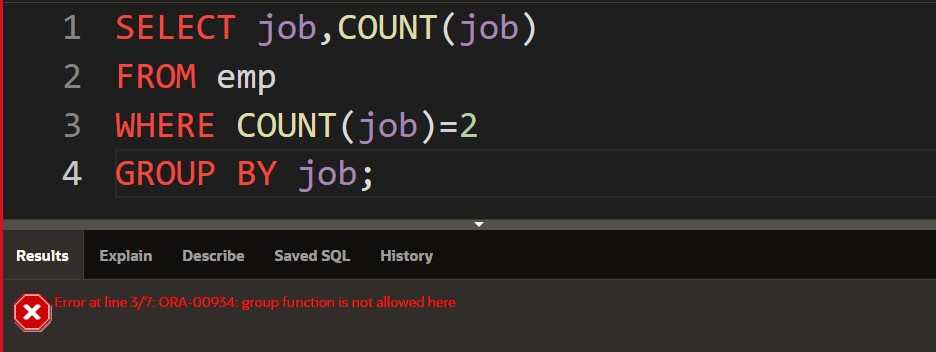 1 SELECT job,COUNT(job)
2 FROM emp
3 WHERE COUNT(job)=2
4 GROUP BY job;
Results Explain Describe Saved SQL History
Error at line 3/7: ORA-00934: group function is not allowed here